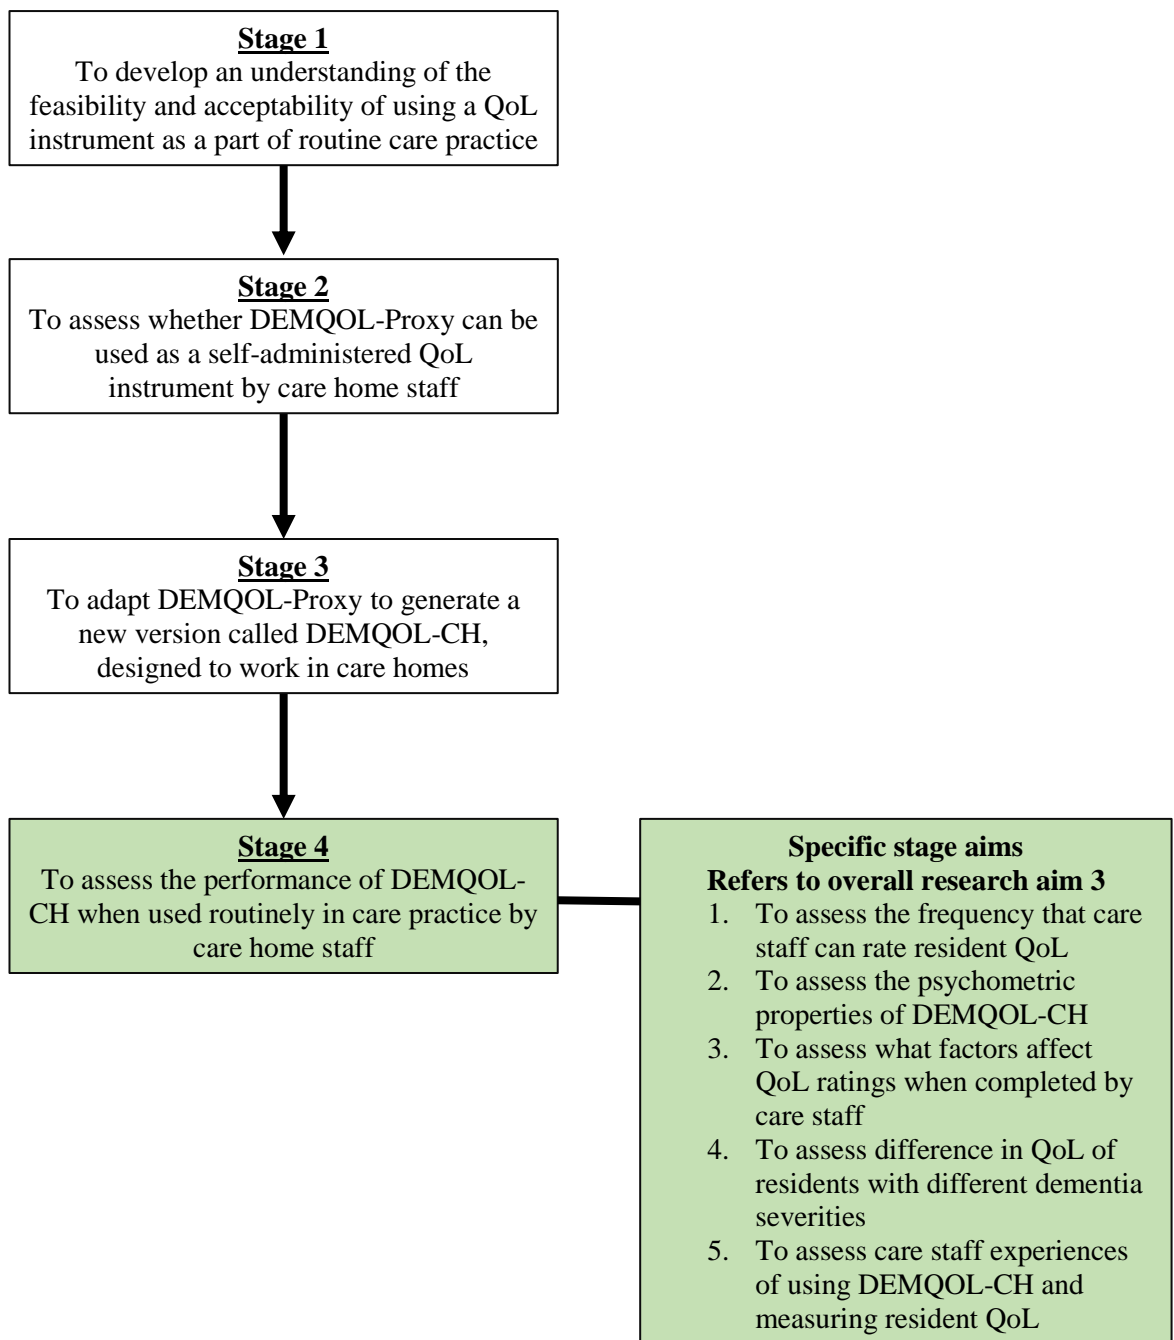 Stage 1
To develop an understanding of the
feasibility and acceptability of using a QoL
instrument as a part of routine care practice
Stage 2
To assess whether DEMQOL-Proxy can be
used as a self-administered QoL
instrument by care home staff
Stage 3
To adapt DEMQOL-Proxy to generate a
new version called DEMQOL-CH,
designed to work in care homes
Stage 4
To assess the performance of DEMQOL-
CH when used routinely in care practice by
care home staff
Specific stage aims
Refers to overall research aim 3
1. To assess the frequency that care
staff can rate resident QoL
2. To assess the psychometric
properties of DEMQOL-CH
3. To assess what factors affect
QoL ratings when completed by
care staff
4. To assess difference in QoL of
residents with different dementia
severities
5. To assess care staff experiences
of using DEMQOL-CH and
measuring resident QoL